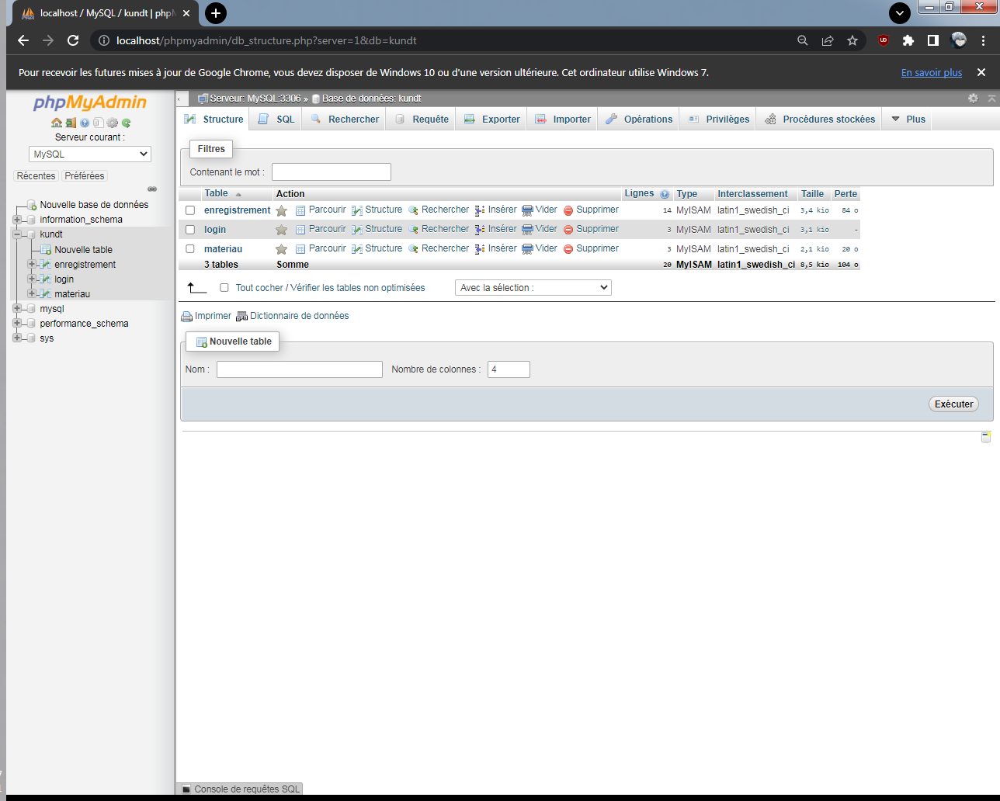 localhost / MySQL / kundt | php
localhost/phpmyadmin/db_structure.php?server=1&db=kundt
Pour recevoir les futures mises à jour de Google Chrome, vous devez disposer de Windows 10 ou d'une version ultérieure. Cet ordinateur utilise Windows 7.
En savoir plus
phpMyAdmin
Serveur courant :
MySQL
Récentes Préférées
Nouvelle base de données
information_schema
kundt
Nouvelle table
enregistrement
login
materiau
mysql
performance_schema
sys
Serveur: MySQL:3306 » Base de données: kundt
Structure SQL Rechercher Requête Exporter Importer Opérations Privilèges Procédures stockées Plus
Filtres
Contenant le mot :
Table Action Lignes Type Interclassement Taille Perte
enregistrement Parcourir Structure Rechercher Insérer Vider Supprimer 14 MyISAM latin1_swedish_ci 3,4 kio 84 o
login Parcourir Structure Rechercher Insérer Vider Supprimer 3 MyISAM latin1_swedish_ci 3,1 kio -
materiau Parcourir Structure Rechercher Insérer Vider Supprimer 3 MyISAM latin1_swedish_ci 2,1 kio 20 o
3 tables Somme 20 MyISAM latin1_swedish_ci 8,5 kio 104 o
Tout cocher / Vérifier les tables non optimisées Avec la sélection :
Imprimer Dictionnaire de données
Nouvelle table
Nom : Nombre de colonnes : 4
Exécuter
Console de requêtes SQL